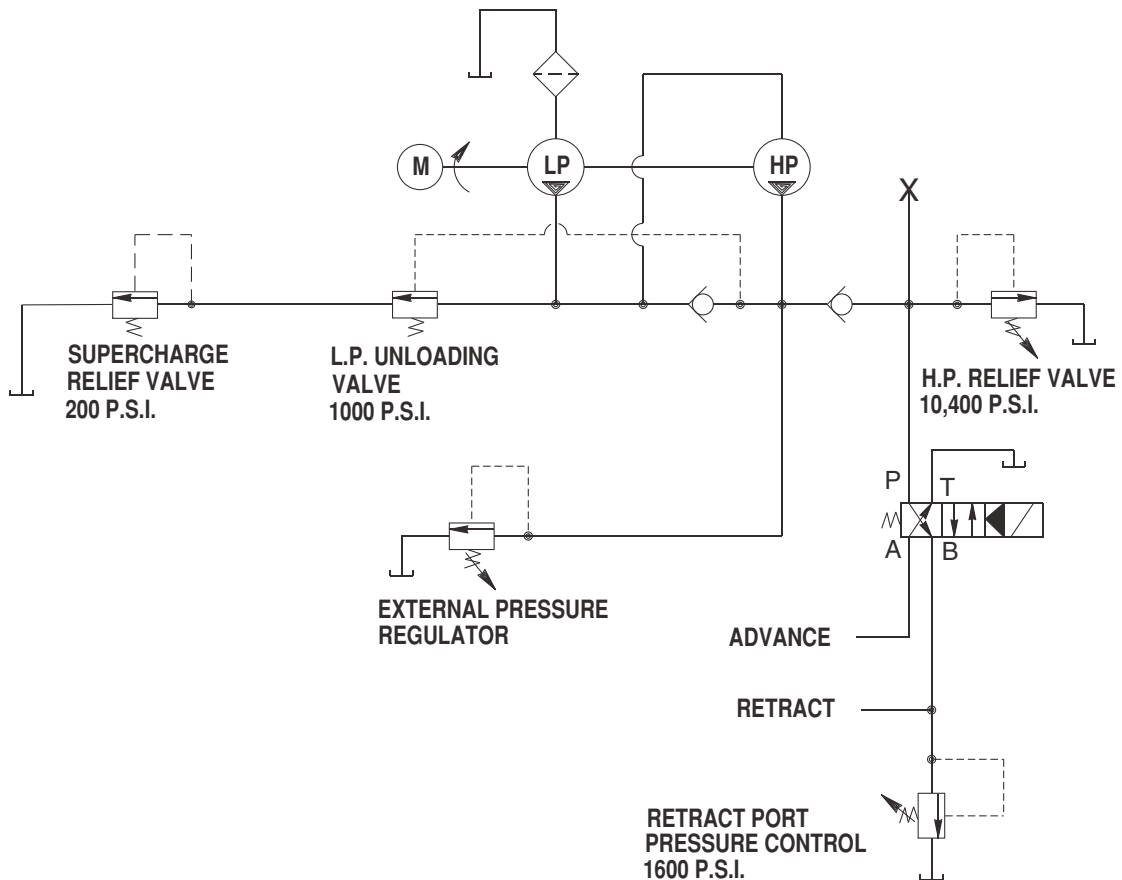 M
LP
HP
X
SUPERCHARGE
RELIEF VALVE
200 P.S.I.
L.P. UNLOADING
VALVE
1000 P.S.I.
H.P. RELIEF VALVE
10,400 P.S.I.
P
T
A
B
EXTERNAL PRESSURE
REGULATOR
ADVANCE
RETRACT
RETRACT PORT
PRESSURE CONTROL
1600 P.S.I.